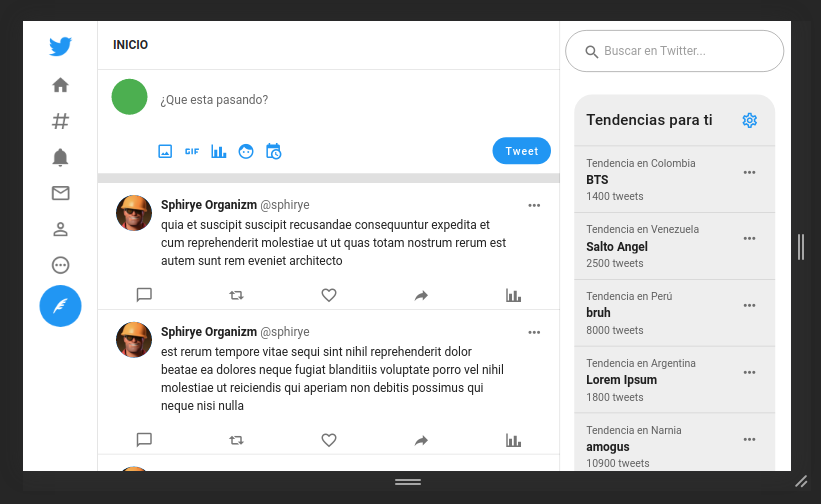 INICIO
¿Que esta pasando?
GIF
Tweet
Sphirye Organizm @sphirye
quia et suscipit suscipit recusandae consequuntur expedita et
cum reprehenderit molestiae ut ut quas totam nostrum rerum est
autem sunt rem eveniet architecto
Sphirye Organizm @sphirye
est rerum tempore vitae sequi sint nihil reprehenderit dolor
beatae ea dolores neque fugiat blanditiis voluptate porro vel nihil
molestiae ut reiciendis qui aperiam non debitis possimus qui
neque nisi nulla
Buscar en Twitter...
Tendencias para ti
Tendencia en Colombia
BTS
1400 tweets
Tendencia en Venezuela
Salto Angel
2500 tweets
Tendencia en Perú
bruh
8000 tweets
Tendencia en Argentina
Lorem Ipsum
1800 tweets
Tendencia en Narnia
amogus
10900 tweets